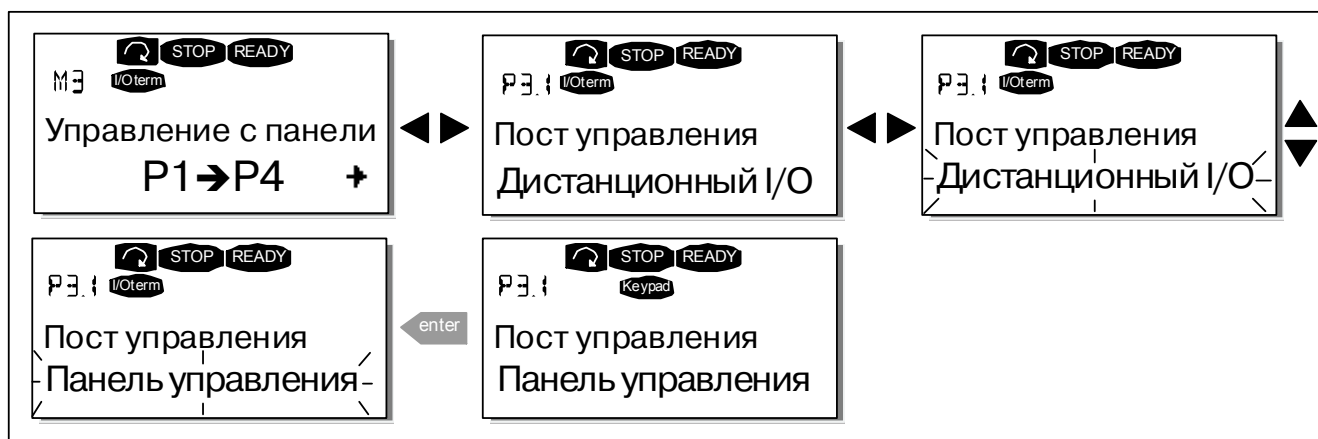 STOP READY
M3 I/Oterm
Управление с панели
P1➔P4
STOP READY
P3.1 I/Oterm
Пост управления
Дистанционный I/O
STOP READY
P3.1 I/Oterm
Пост управления
Дистанционный I/O
STOP READY
P3.1 I/Oterm
Пост управления
Панель управления
enter
STOP READY
P3.1 Keypad
Пост управления
Панель управления